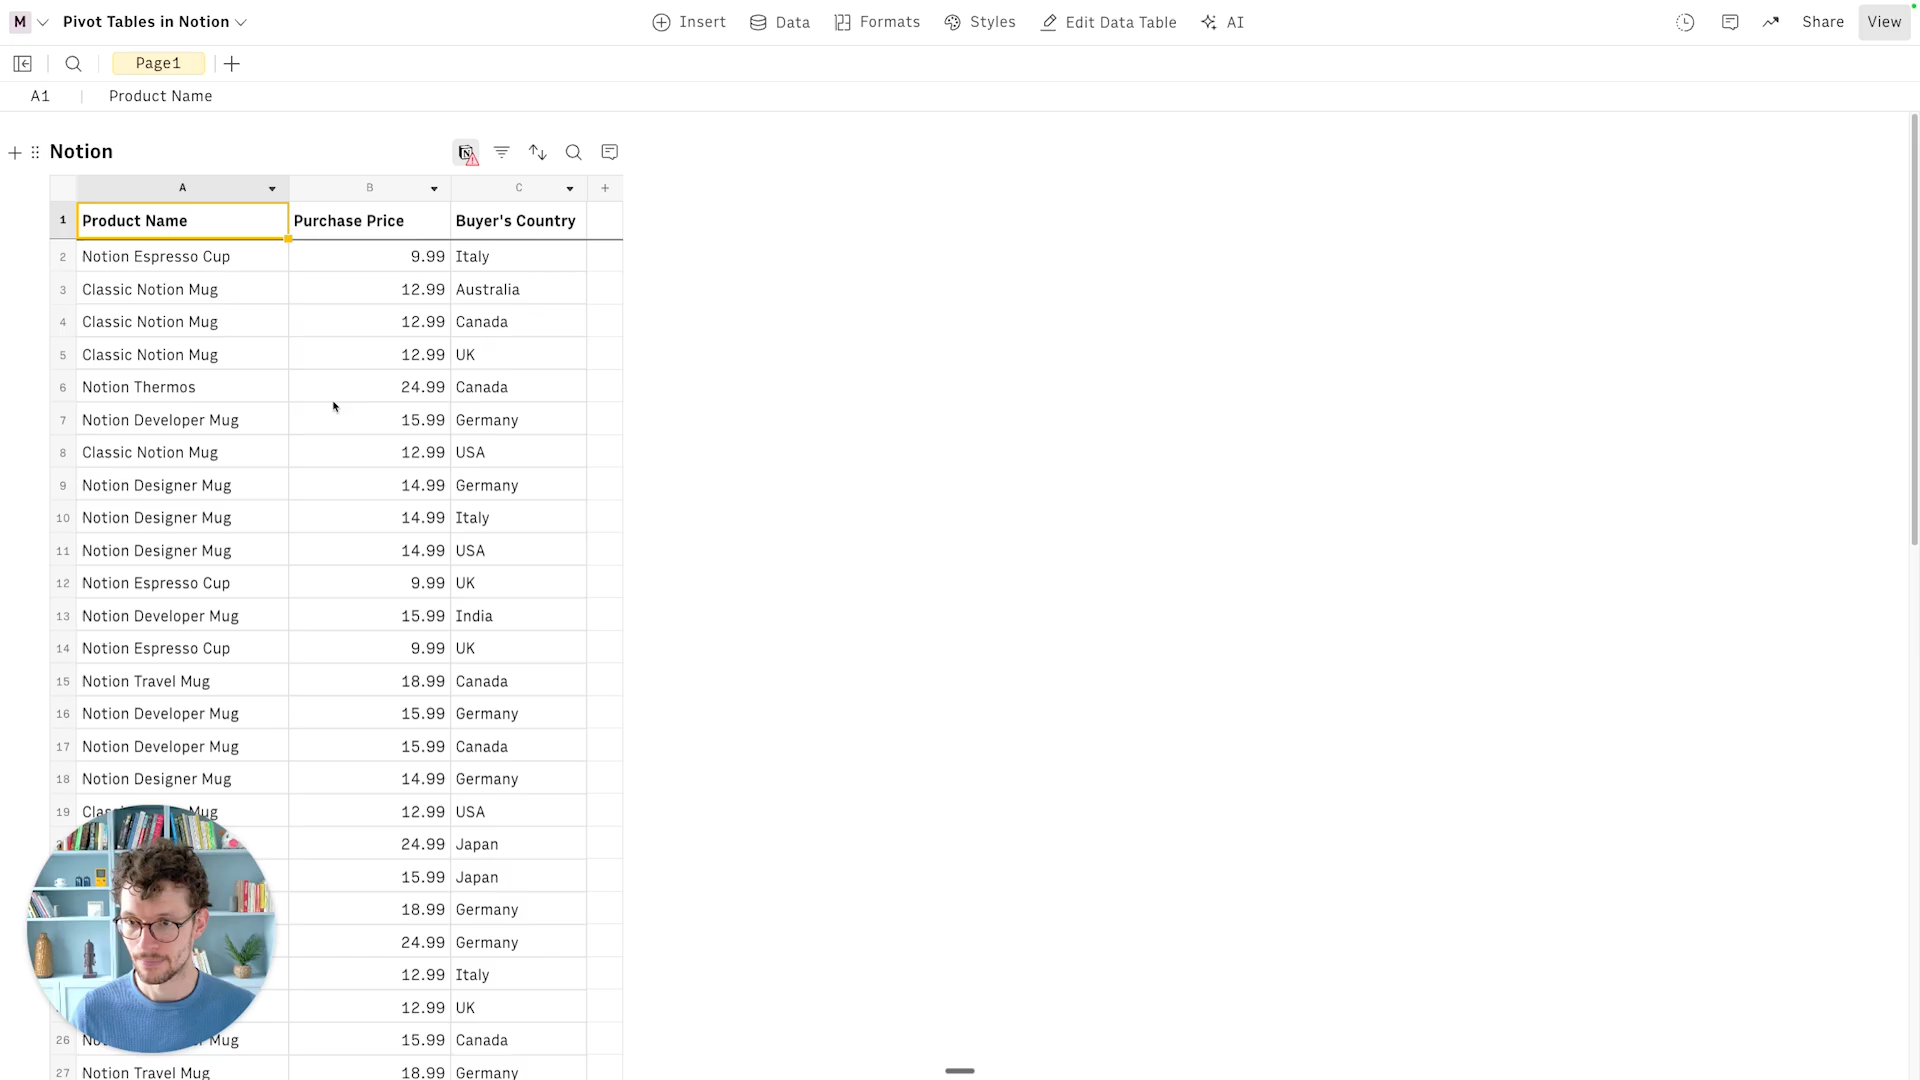 M Pivot Tables in Notion Insert Data Formats Styles Edit Data Table AI Share View
Page1
A1 Product Name
Notion
A B C
1 Product Name Purchase Price Buyer's Country
2 Notion Espresso Cup 9.99 Italy
3 Classic Notion Mug 12.99 Australia
4 Classic Notion Mug 12.99 Canada
5 Classic Notion Mug 12.99 UK
6 Notion Thermos 24.99 Canada
7 Notion Developer Mug 15.99 Germany
8 Classic Notion Mug 12.99 USA
9 Notion Designer Mug 14.99 Germany
10 Notion Designer Mug 14.99 Italy
11 Notion Designer Mug 14.99 USA
12 Notion Espresso Cup 9.99 UK
13 Notion Developer Mug 15.99 India
14 Notion Espresso Cup 9.99 UK
15 Notion Travel Mug 18.99 Canada
16 Notion Developer Mug 15.99 Germany
17 Notion Developer Mug 15.99 Canada
18 Notion Designer Mug 14.99 Germany
19 Mug 12.99 USA
24.99 Japan
15.99 Japan
18.99 Germany
24.99 Germany
12.99 Italy
12.99 UK
26 Mug 15.99 Canada
27 Notion Travel Mug 18.99 Germany